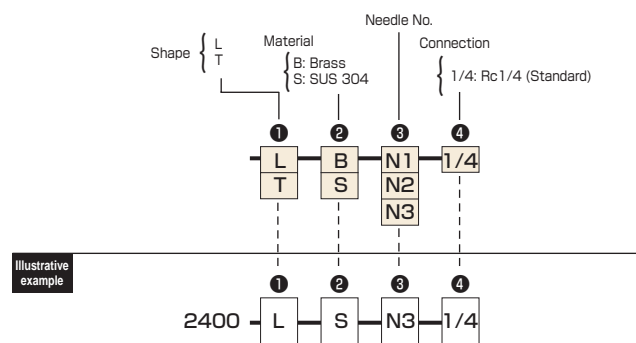 Needle No.
Material
Connection
Shape { L
T
B: Brass
S: SUS 304
1/4: Rc1/4 (Standard)
❶ ❷ ❸ ❹
L B N1 1/4
T S N2
N3
Illustrative
example
❶ ❷ ❸ ❹
2400 - L - S - N3 - 1/4